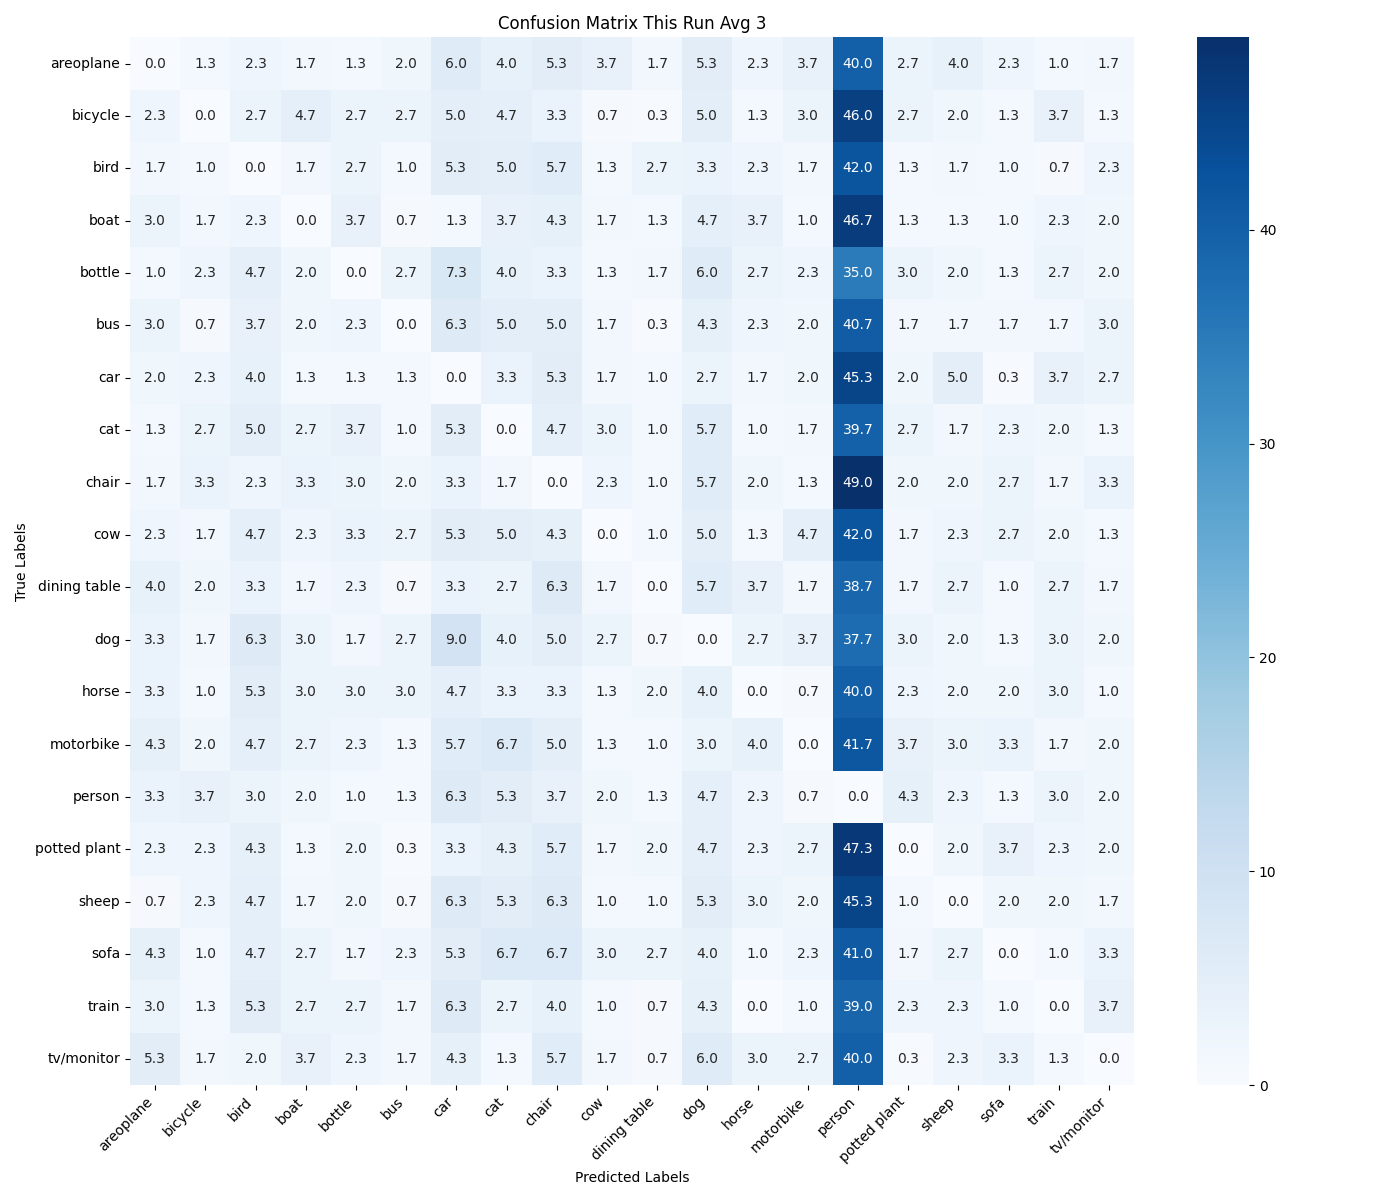 Confusion Matrix This Run Avg 3
areoplane 0.0 1.3 2.3 1.7 1.3 2.0 6.0 4.0 5.3 3.7 1.7 5.3 2.3 3.7 40.0 2.7 4.0 2.3 1.0 1.7
bicycle 2.3 0.0 2.7 4.7 2.7 2.7 5.0 4.7 3.3 0.7 0.3 5.0 1.3 3.0 46.0 2.7 2.0 1.3 3.7 1.3
bird 1.7 1.0 0.0 1.7 2.7 1.0 5.3 5.0 5.7 1.3 2.7 3.3 2.3 1.7 42.0 1.3 1.7 1.0 0.7 2.3
boat 3.0 1.7 2.3 0.0 3.7 0.7 1.3 3.7 4.3 1.7 1.3 4.7 3.7 1.0 46.7 1.3 1.3 1.0 2.3 2.0
bottle 1.0 2.3 4.7 2.0 0.0 2.7 7.3 4.0 3.3 1.3 1.7 6.0 2.7 2.3 35.0 3.0 2.0 1.3 2.7 2.0
bus 3.0 0.7 3.7 2.0 2.3 0.0 6.3 5.0 5.0 1.7 0.3 4.3 2.3 2.0 40.7 1.7 1.7 1.7 1.7 3.0
car 2.0 2.3 4.0 1.3 1.3 1.3 0.0 3.3 5.3 1.7 1.0 2.7 1.7 2.0 45.3 2.0 5.0 0.3 3.7 2.7
cat 1.3 2.7 5.0 2.7 3.7 1.0 5.3 0.0 4.7 3.0 1.0 5.7 1.0 1.7 39.7 2.7 1.7 2.3 2.0 1.3
chair 1.7 3.3 2.3 3.3 3.0 2.0 3.3 1.7 0.0 2.3 1.0 5.7 2.0 1.3 49.0 2.0 2.0 2.7 1.7 3.3
cow 2.3 1.7 4.7 2.3 3.3 2.7 5.3 5.0 4.3 0.0 1.0 5.0 1.3 4.7 42.0 1.7 2.3 2.7 2.0 1.3
dining table 4.0 2.0 3.3 1.7 2.3 0.7 3.3 2.7 6.3 1.7 0.0 5.7 3.7 1.7 38.7 1.7 2.7 1.0 2.7 1.7
dog 3.3 1.7 6.3 3.0 1.7 2.7 9.0 4.0 5.0 2.7 0.7 0.0 2.7 3.7 37.7 3.0 2.0 1.3 3.0 2.0
horse 3.3 1.0 5.3 3.0 3.0 3.0 4.7 3.3 3.3 1.3 2.0 4.0 0.0 0.7 40.0 2.3 2.0 2.0 3.0 1.0
motorbike 4.3 2.0 4.7 2.7 2.3 1.3 5.7 6.7 5.0 1.3 1.0 3.0 4.0 0.0 41.7 3.7 3.0 3.3 1.7 2.0
person 3.3 3.7 3.0 2.0 1.0 1.3 6.3 5.3 3.7 2.0 1.3 4.7 2.3 0.7 0.0 4.3 2.3 1.3 3.0 2.0
potted plant 2.3 2.3 4.3 1.3 2.0 0.3 3.3 4.3 5.7 1.7 2.0 4.7 2.3 2.7 47.3 0.0 2.0 3.7 2.3 2.0
sheep 0.7 2.3 4.7 1.7 2.0 0.7 6.3 5.3 6.3 1.0 1.0 5.3 3.0 2.0 45.3 1.0 0.0 2.0 2.0 1.7
sofa 4.3 1.0 4.7 2.7 1.7 2.3 5.3 6.7 6.7 3.0 2.7 4.0 1.0 2.3 41.0 1.7 2.7 0.0 1.0 3.3
train 3.0 1.3 5.3 2.7 2.7 1.7 6.3 2.7 4.0 1.0 0.7 4.3 0.0 1.0 39.0 2.3 2.3 1.0 0.0 3.7
tv/monitor 5.3 1.7 2.0 3.7 2.3 1.7 4.3 1.3 5.7 1.7 0.7 6.0 3.0 2.7 40.0 0.3 2.3 3.3 1.3 0.0
areoplane bicycle bird boat bottle bus car cat chair cow dining table dog horse motorbike person potted plant sheep sofa train tv/monitor
Predicted Labels
True Labels
40
30
20
10
0